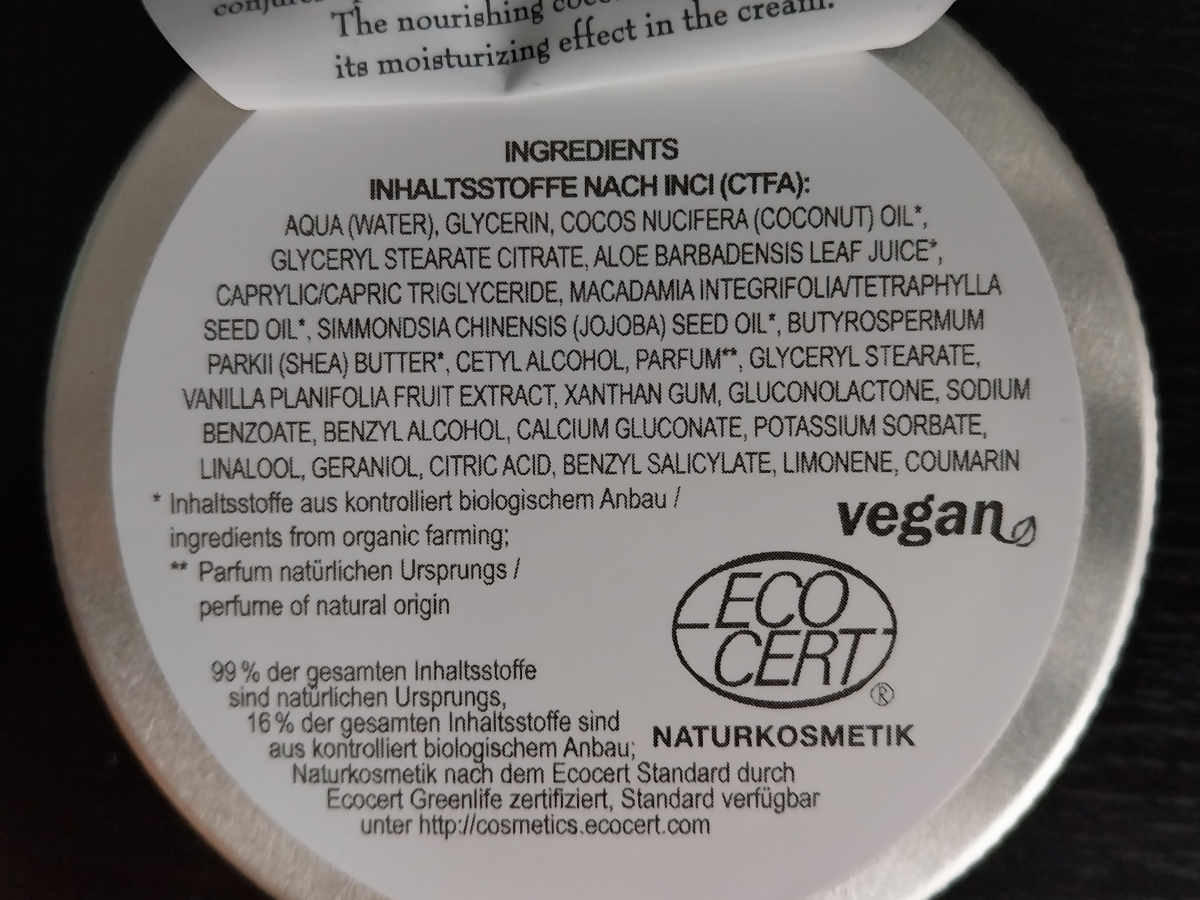 The nourishing
its moisturizing effect in the cream.
INGREDIENTS
INHALTSSTOFFE NACH INCI (CTFA):
AQUA (WATER), GLYCERIN, COCOS NUCIFERA (COCONUT) OIL*,
GLYCERYL STEARATE CITRATE, ALOE BARBADENSIS LEAF JUICE*,
CAPRYLIC/CAPRIC TRIGLYCERIDE, MACADAMIA INTEGRIFOLIA/TETRAPHYLLA
SEED OIL*, SIMMONDSIA CHINENSIS (JOJOBA) SEED OIL*, BUTYROSPERMUM
PARKII (SHEA) BUTTER*, CETYL ALCOHOL, PARFUM**, GLYCERYL STEARATE,
VANILLA PLANIFOLIA FRUIT EXTRACT, XANTHAN GUM, GLUCONOLACTONE, SODIUM
BENZOATE, BENZYL ALCOHOL, CALCIUM GLUCONATE, POTASSIUM SORBATE,
LINALOOL, GERANIOL, CITRIC ACID, BENZYL SALICYLATE, LIMONENE, COUMARIN
* Inhaltsstoffe aus kontrolliert biologischem Anbau /
ingredients from organic farming;
** Parfum natürlichen Ursprungs /
perfume of natural origin
vegan
ECO
CERT
®
NATURKOSMETIK
99 % der gesamten Inhaltsstoffe
sind natürlichen Ursprungs,
16 % der gesamten Inhaltsstoffe sind
aus kontrolliert biologischem Anbau;
Naturkosmetik nach dem Ecocert Standard durch
Ecocert Greenlife zertifiziert, Standard verfügbar
unter http://cosmetics.ecocert.com